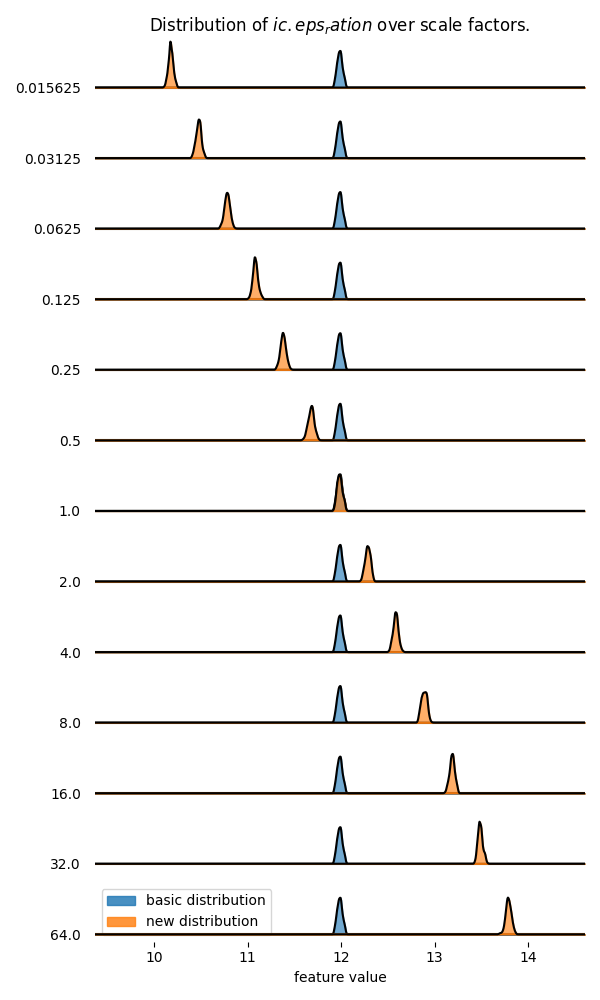 Distribution of ic.eps_ration over scale factors.
0.015625
0.03125
0.0625
0.125
0.25
0.5
1.0
2.0
4.0
8.0
16.0
32.0
64.0
basic distribution
new distribution
10 11 12 13 14
feature value